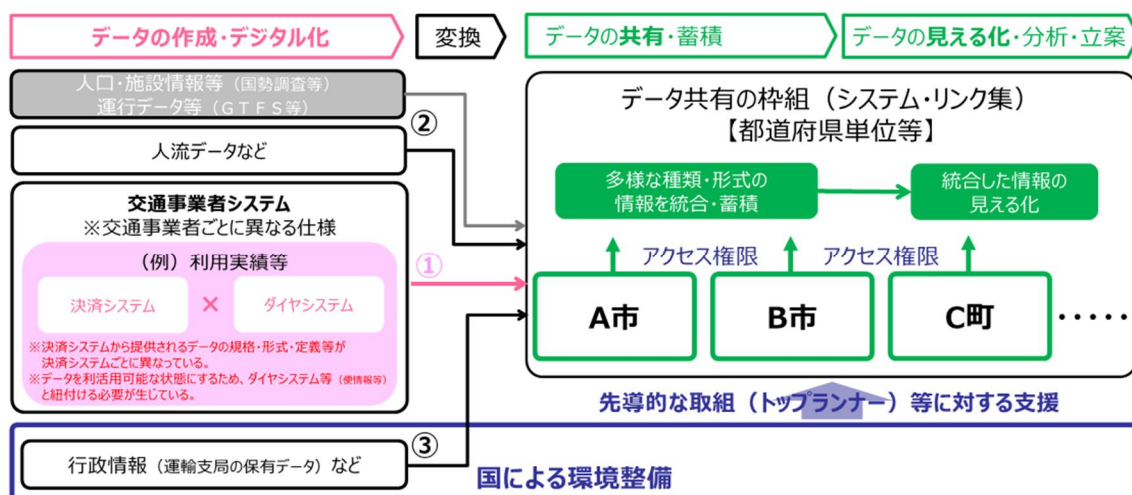 データの作成・デジタル化
変換
データの共有・蓄積
データの見える化・分析・立案
人口・施設情報等（国勢調査等）
運行データ等（ＧＴＦＳ等）
②
人流データなど
交通事業者システム
※交通事業者ごとに異なる仕様
（例）利用実績等
決済システム
×
ダイヤシステム
※決済システムから提供されるデータの規格・形式・定義等が
決済システムごとに異なっている。
※データを利活用可能な状態にするため、ダイヤシステム等（便情報等）
と紐付ける必要が生じている。
①
データ共有の枠組（システム・リンク集）
【都道府県単位等】
多様な種類・形式の
情報を統合・蓄積
統合した情報の
見える化
アクセス権限
アクセス権限
A市
B市
C町
・・・・・
先導的な取組（トップランナー）等に対する支援
③
行政情報（運輸支局の保有データ）など
国による環境整備